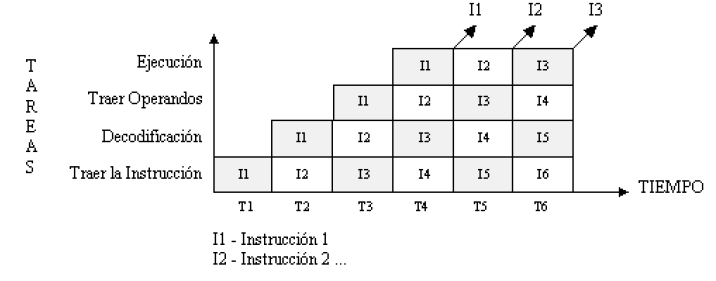 I1 I2 I3
TAREAS
Ejecución I1 I2 I3
Traer Operandos I1 I2 I3 I4
Decodificación I1 I2 I3 I4 I5
Traer la Instrucción I1 I2 I3 I4 I5 I6
TIEMPO
T1 T2 T3 T4 T5 T6
I1 - Instrucción 1
I2 - Instrucción 2 ...